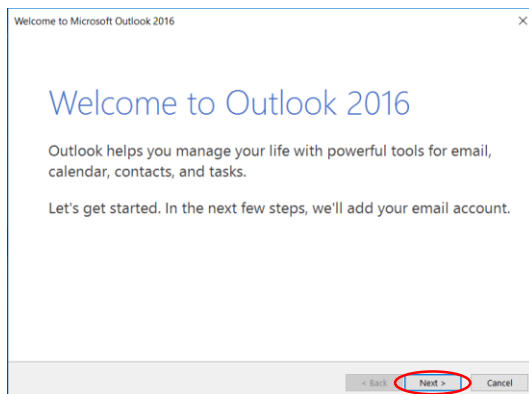 Welcome to Microsoft Outlook 2016
Welcome to Outlook 2016
Outlook helps you manage your life with powerful tools for email,
calendar, contacts, and tasks.
Let's get started. In the next few steps, we'll add your email account.
< Back Next > Cancel